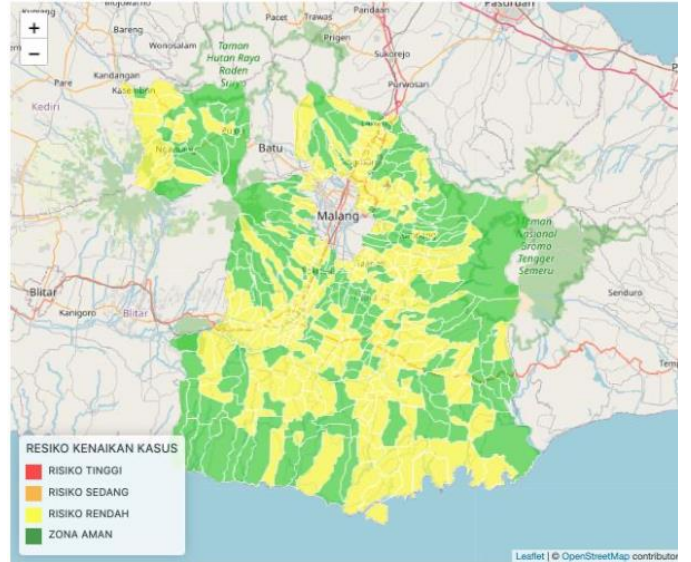 Pacet
Trawas
Pandaan
Pasuruan
Bareng
Prigen
Wonosalam
Taman
Hutan Raya
Raden
Sukorejo
Kandangan
Pare
Purwosari
Kediri
Batu
Malang
Taman
Nasional
Bromo
Tengger
Semeru
Blitar
Senduro
Kanigoro
Blitar
+
−
RESIKO KENAIKAN KASUS
RISIKO TINGGI
RISIKO SEDANG
RISIKO RENDAH
ZONA AMAN
Leaflet | © OpenStreetMap contributor